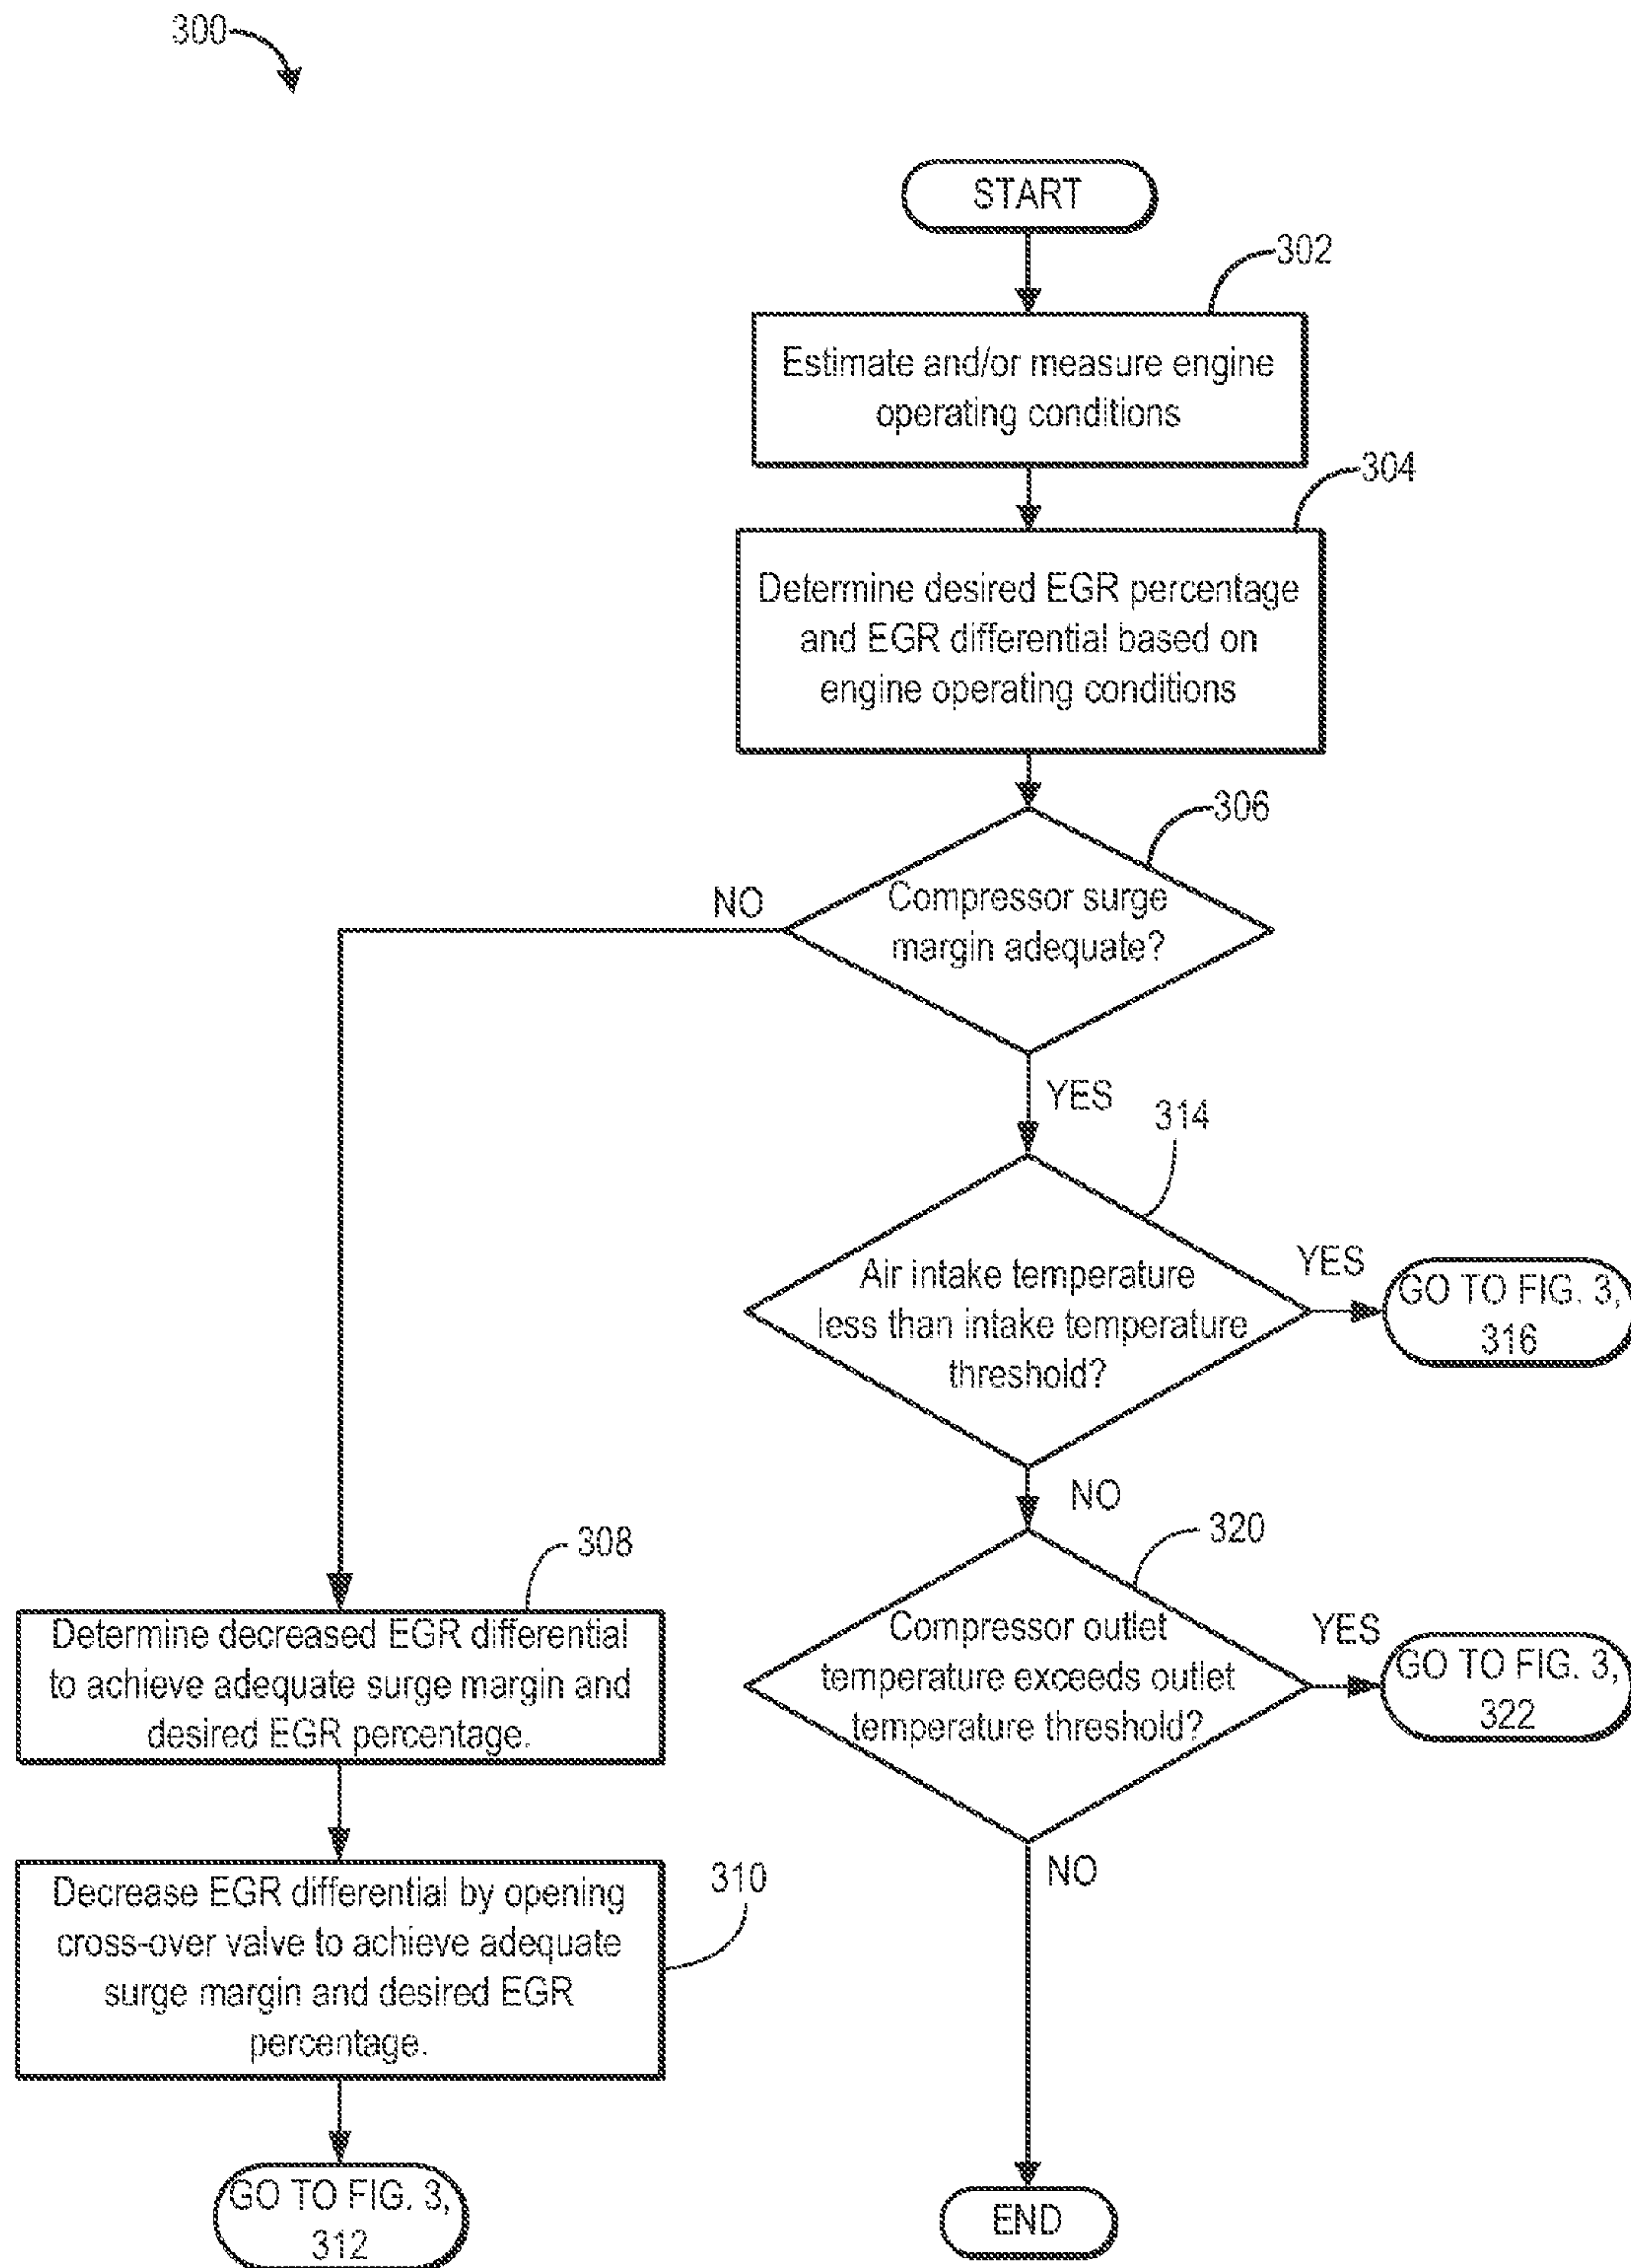 300
START
302
Estimate and/or measure engine
operating conditions
304
Determine desired EGR percentage
and EGR differential based on
engine operating conditions
306
Compressor surge
margin adequate?
NO
YES
314
Air intake temperature
less than intake temperature
threshold?
YES
GO TO FIG. 3,
316
NO
320
Compressor outlet
temperature exceeds outlet
temperature threshold?
YES
GO TO FIG. 3,
322
NO
END
308
Determine decreased EGR differential
to achieve adequate surge margin and
desired EGR percentage.
310
Decrease EGR differential by opening
cross-over valve to achieve adequate
surge margin and desired EGR
percentage.
GO TO FIG. 3,
312